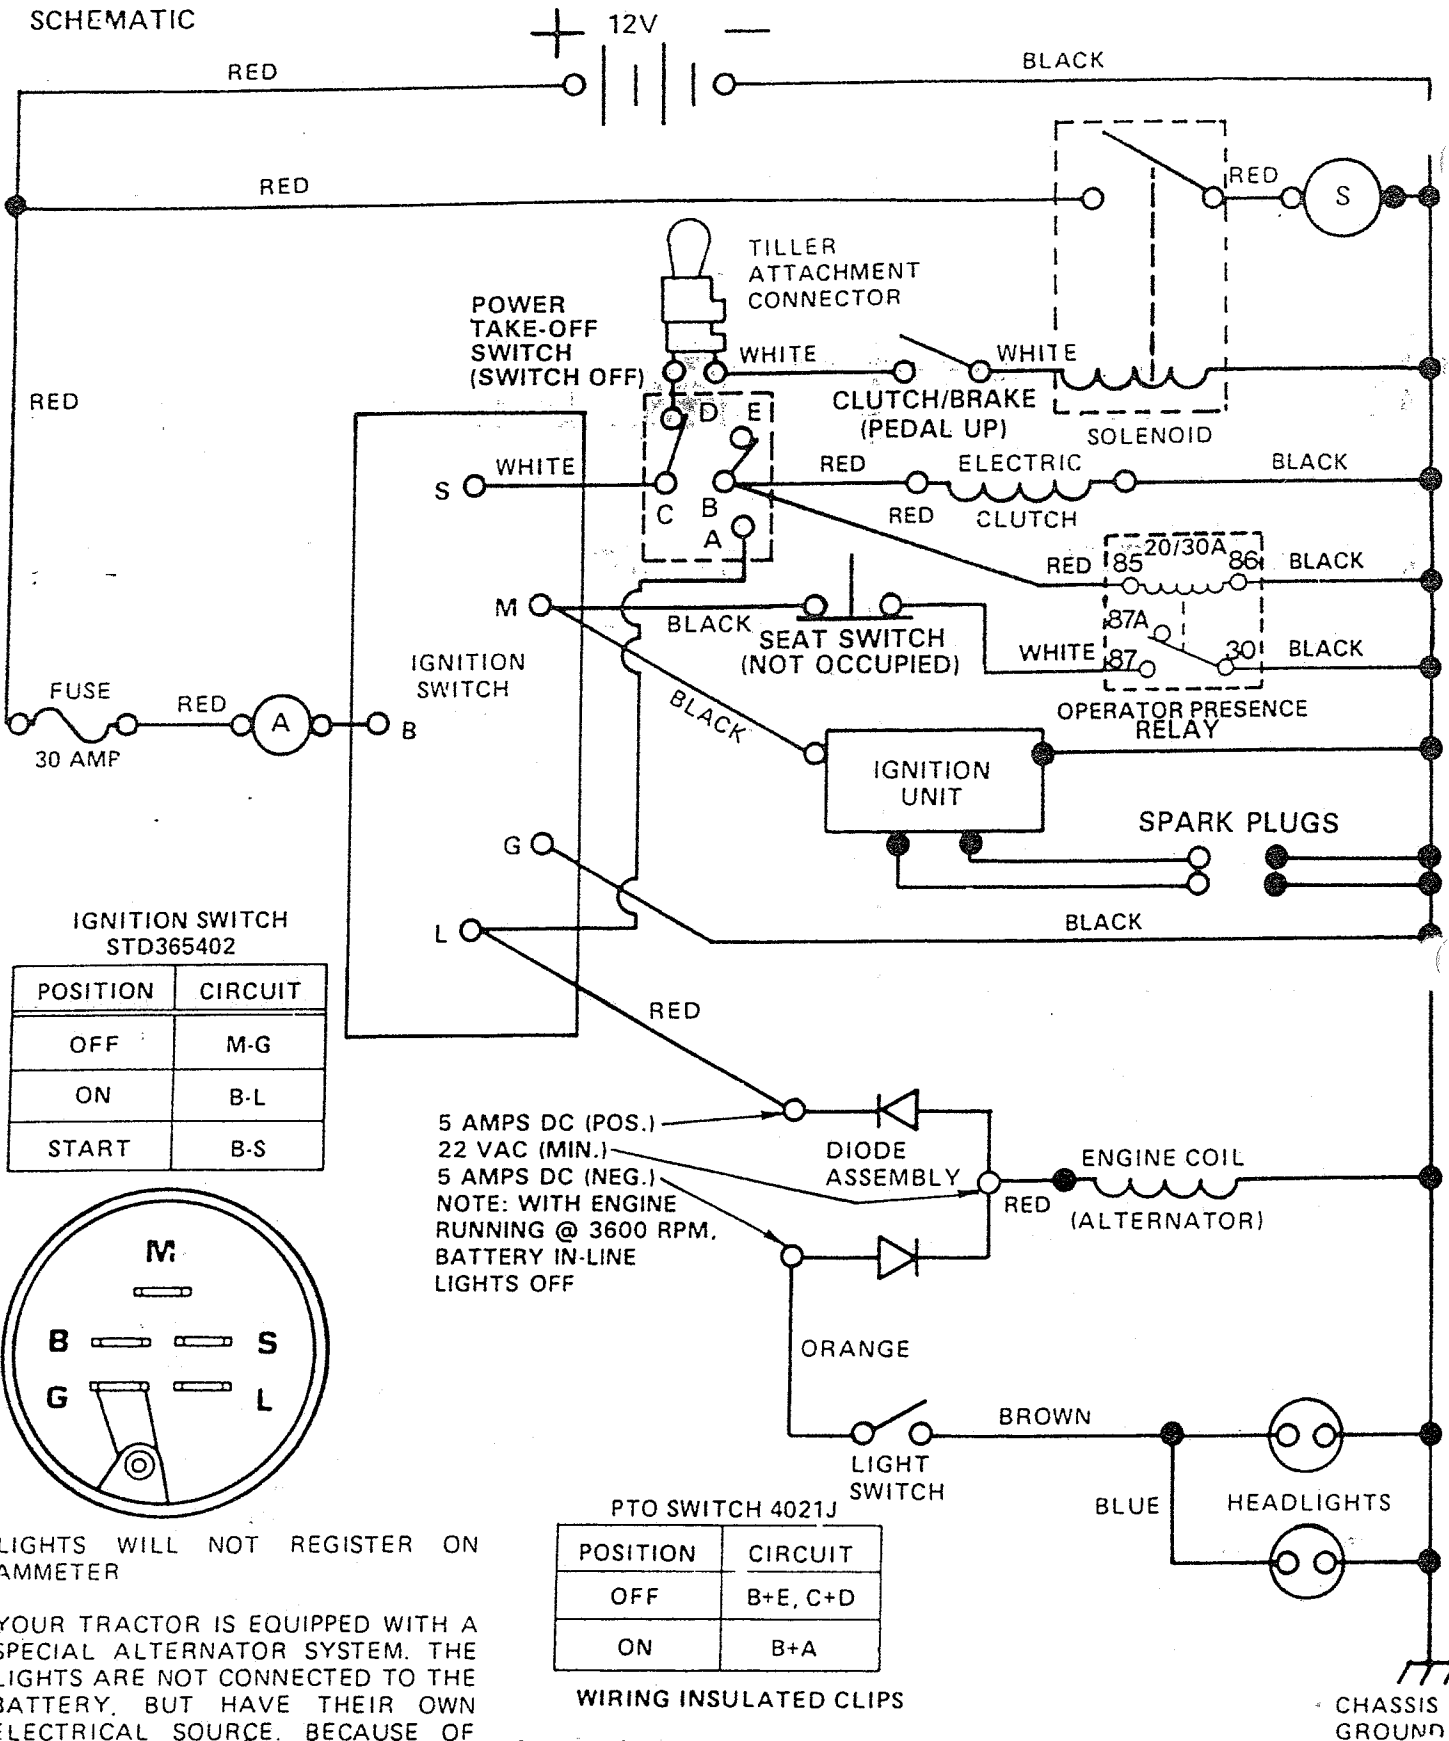 SCHEMATIC
+ 12V —
RED
BLACK
RED
RED
S
TILLER
ATTACHMENT
CONNECTOR
POWER
TAKE-OFF
SWITCH
(SWITCH OFF)
WHITE
WHITE
CLUTCH/BRAKE
(PEDAL UP)
SOLENOID
RED
D
E
S
WHITE
C
B
A
RED
ELECTRIC
BLACK
RED
CLUTCH
RED
85
20/30A
86
BLACK
M
BLACK
SEAT SWITCH
(NOT OCCUPIED)
87A
WHITE
87
30
BLACK
OPERATOR PRESENCE
RELAY
IGNITION
SWITCH
FUSE
30 AMP
RED
A
B
BLACK
IGNITION
UNIT
SPARK PLUGS
G
BLACK
L
RED
IGNITION SWITCH
STD365402
POSITION CIRCUIT
OFF M-G
ON B-L
START B-S
5 AMPS DC (POS.)
22 VAC (MIN.)
5 AMPS DC (NEG.)
NOTE: WITH ENGINE
RUNNING @ 3600 RPM,
BATTERY IN-LINE
LIGHTS OFF
DIODE
ASSEMBLY
RED
ENGINE COIL
(ALTERNATOR)
M
B
S
G
L
ORANGE
LIGHT
SWITCH
BROWN
BLUE
HEADLIGHTS
PTO SWITCH 4021J
POSITION CIRCUIT
OFF B+E, C+D
ON B+A
WIRING INSULATED CLIPS
LIGHTS WILL NOT REGISTER ON
AMMETER
YOUR TRACTOR IS EQUIPPED WITH A
SPECIAL ALTERNATOR SYSTEM. THE
LIGHTS ARE NOT CONNECTED TO THE
BATTERY, BUT HAVE THEIR OWN
ELECTRICAL SOURCE. BECAUSE OF
CHASSIS
GROUND